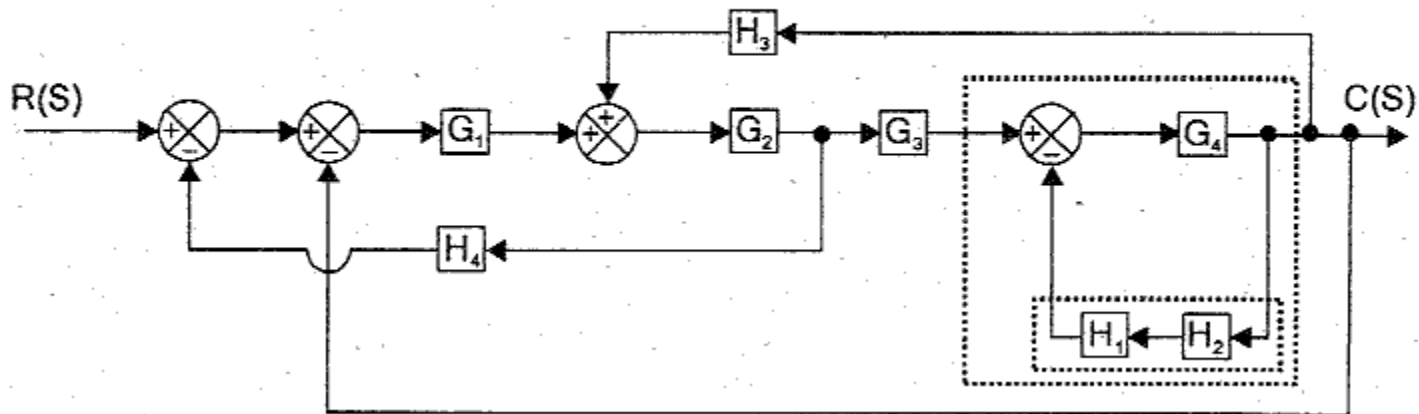 H₃
R(S)
C(S)
+ − + − G₁ + + G₂ G₃ + − G₄
H₄
H₁ H₂